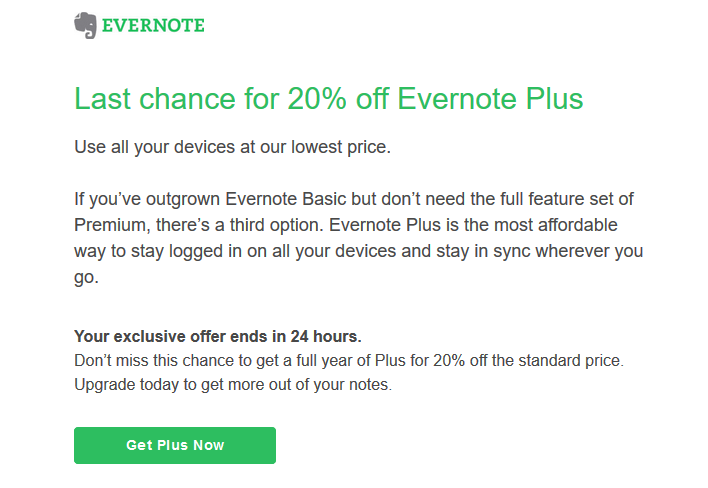 EVERNOTE
Last chance for 20% off Evernote Plus
Use all your devices at our lowest price.
If you’ve outgrown Evernote Basic but don’t need the full feature set of
Premium, there’s a third option. Evernote Plus is the most affordable
way to stay logged in on all your devices and stay in sync wherever you
go.
Your exclusive offer ends in 24 hours.
Don’t miss this chance to get a full year of Plus for 20% off the standard price.
Upgrade today to get more out of your notes.
Get Plus Now